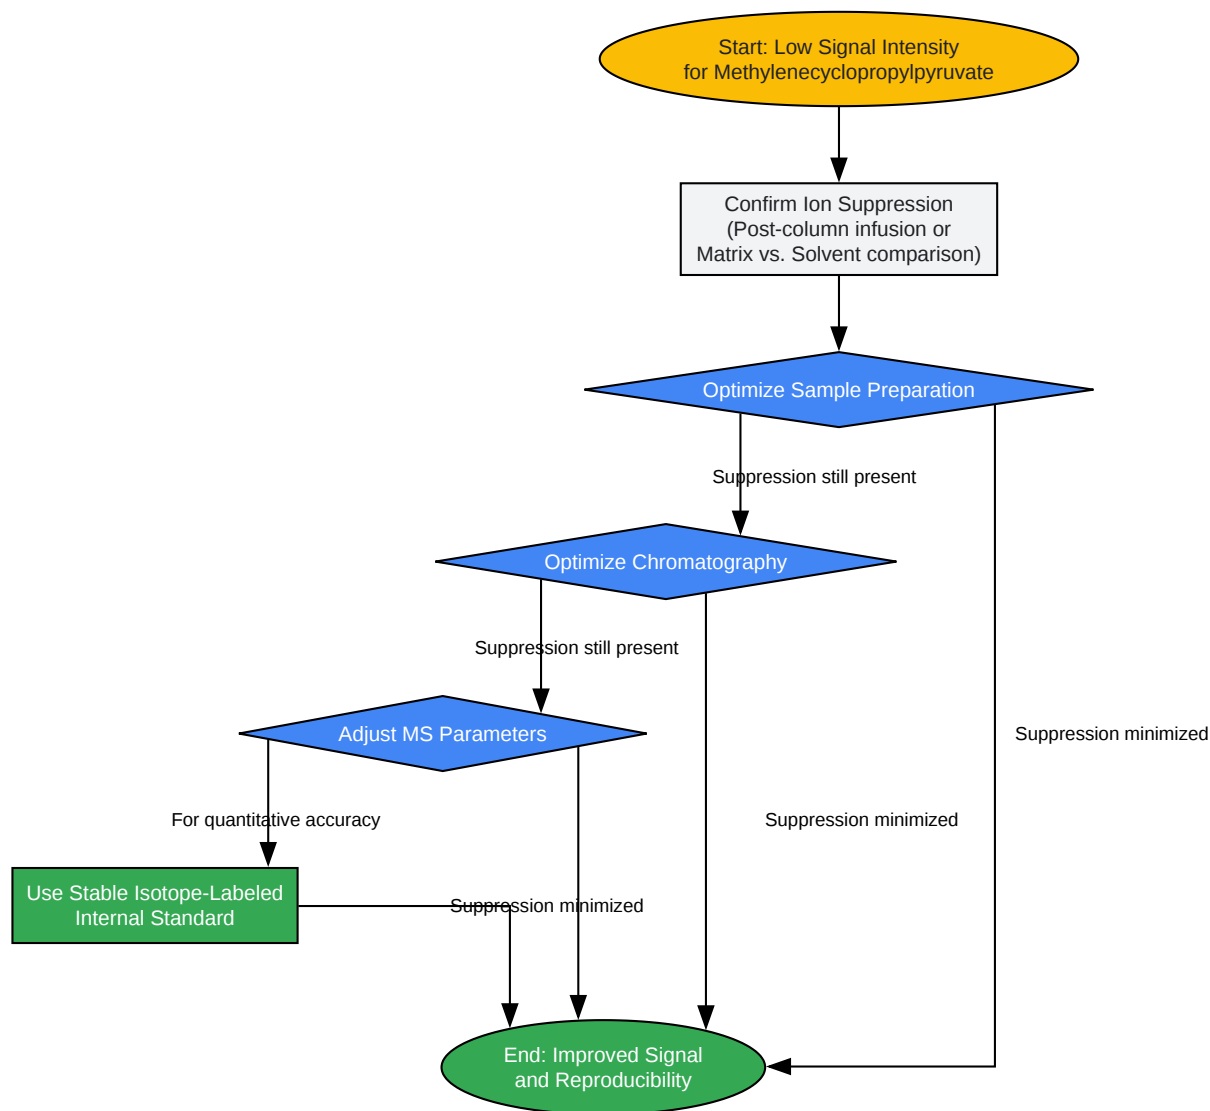 Start: Low Signal Intensity
for Methylenecyclopropylpyruvate
Confirm Ion Suppression
(Post-column infusion or
Matrix vs. Solvent comparison)
Optimize Sample Preparation
Suppression still present
Optimize Chromatography
Suppression still present
Adjust MS Parameters
Suppression minimized
For quantitative accuracy
Suppression minimized
Use Stable Isotope-Labeled
Internal Standard
Suppression minimized
End: Improved Signal
and Reproducibility